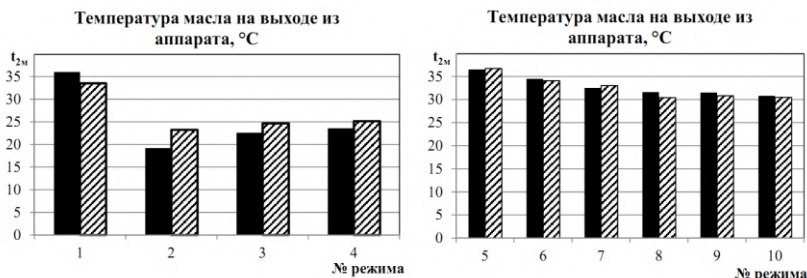 Температура масла на выходе из
аппарата, °С
t2м
35
30
25
20
15
10
5
0
1 2 3 4
№ режима
Температура масла на выходе из
аппарата, °С
t2м
35
30
25
20
15
10
5
0
5 6 7 8 9 10
№ режима